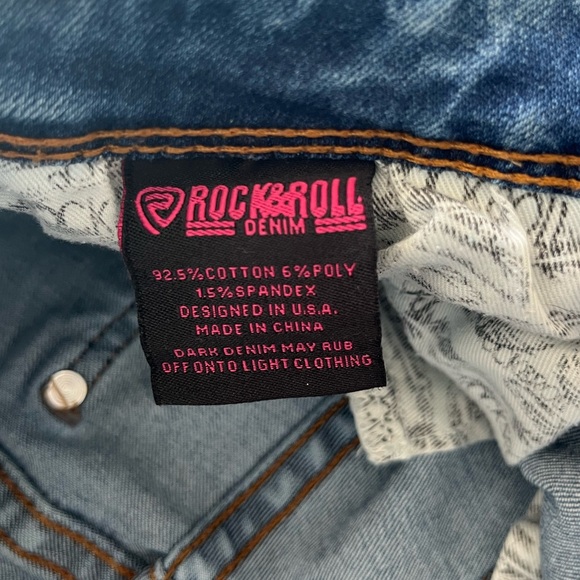 ROCK&ROLL
DENIM
92.5%COTTON 6%POLY
1.5%SPANDEX
DESIGNED IN U.S.A.
MADE IN CHINA
DARK DENIM MAY RUB
OFF ONTO LIGHT CLOTHING